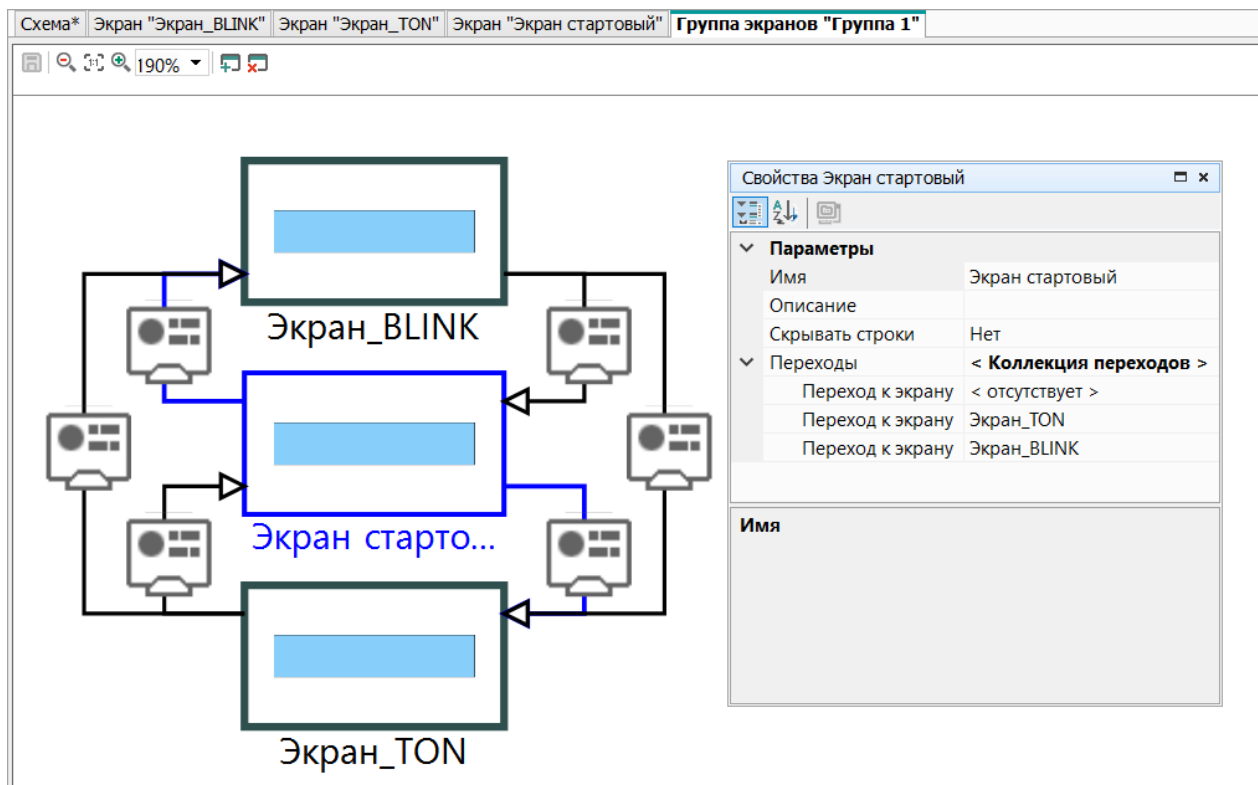 Схема* Экран "Экран_BLINK" Экран "Экран_TON" Экран "Экран стартовый" Группа экранов "Группа 1"
1:1 190%
Экран_BLINK
Экран старто...
Экран_TON
Свойства Экран стартовый
Параметры
Имя Экран стартовый
Описание
Скрывать строки Нет
Переходы < Коллекция переходов >
Переход к экрану < отсутствует >
Переход к экрану Экран_TON
Переход к экрану Экран_BLINK
Имя